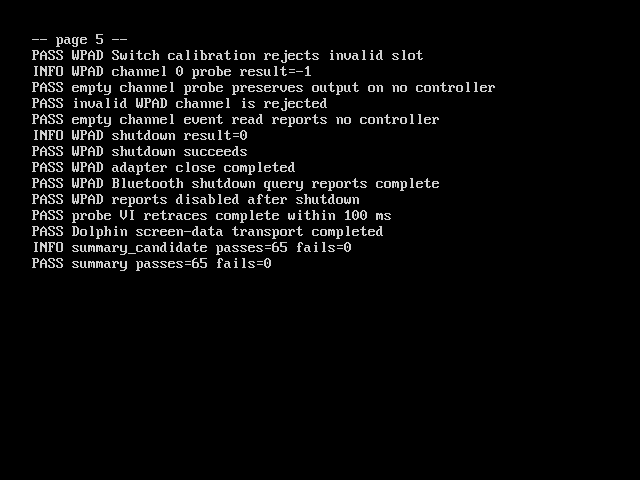 -- page 5 --
PASS WPAD Switch calibration rejects invalid slot
INFO WPAD channel 0 probe result=-1
PASS empty channel probe preserves output on no controller
PASS invalid WPAD channel is rejected
PASS empty channel event read reports no controller
INFO WPAD shutdown result=0
PASS WPAD shutdown succeeds
PASS WPAD adapter close completed
PASS WPAD Bluetooth shutdown query reports complete
PASS WPAD reports disabled after shutdown
PASS probe VI retraces complete within 100 ms
PASS Dolphin screen-data transport completed
INFO summary_candidate passes=65 fails=0
PASS summary passes=65 fails=0